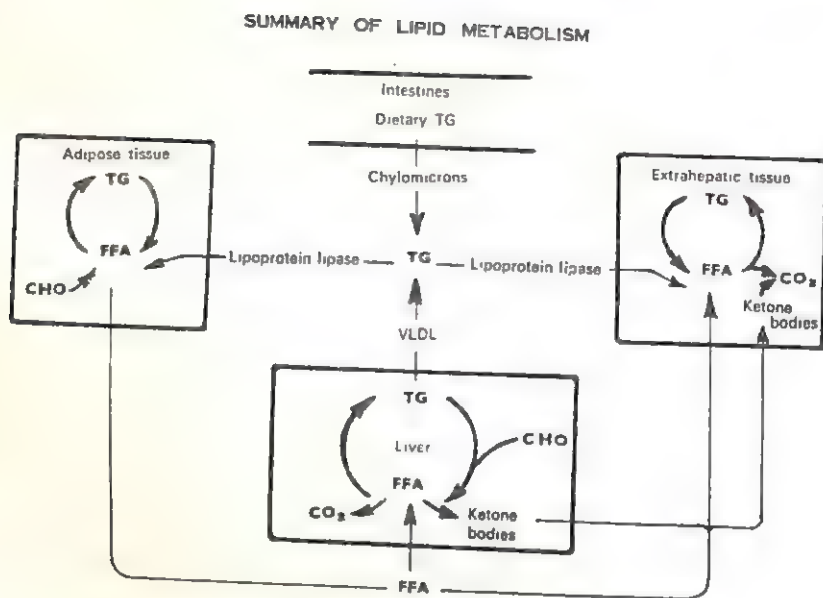 SUMMARY OF LIPID METABOLISM
Intestines
Dietary TG
Chylomicrons
Adipose tissue
TG
FFA
CHO
Lipoprotein lipase
TG
Lipoprotein lipase
Extrahepatic tissue
TG
FFA
CO₂
Ketone
bodies
VLDL
TG
Liver
CHO
FFA
CO₂
Ketone
bodies
FFA